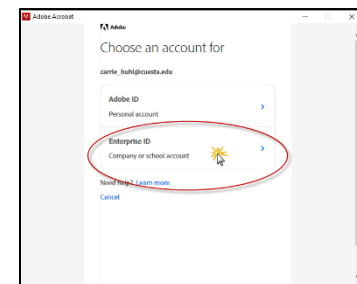 Adobe Acrobat
Adobe
Choose an account for
carrie_buhl@cuesta.edu
Adobe ID
Personal account
Enterprise ID
Company or school account
Need help? Learn more.
Cancel